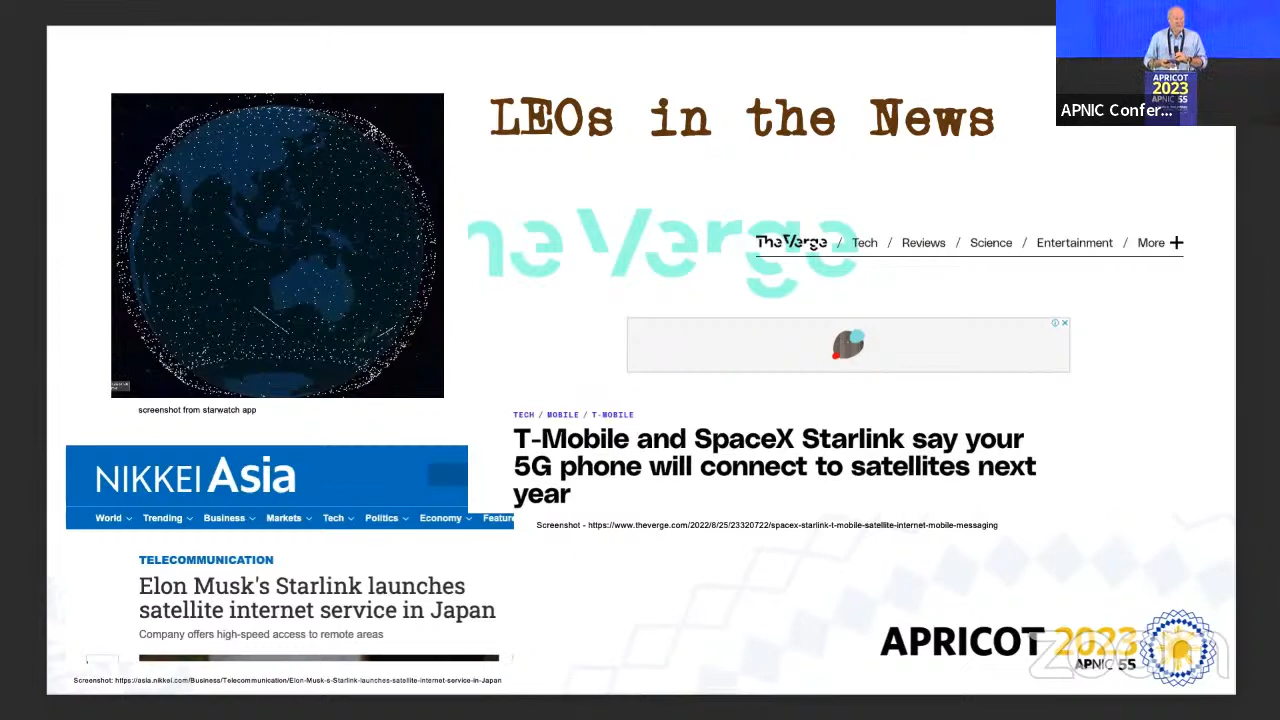 LEOs in the News
APRICOT
2023
APNIC 55
APNIC Confer...
he Verge
The Verge / Tech / Reviews / Science / Entertainment / More +
screenshot from starwatch app
TECH / MOBILE / T-MOBILE
T-Mobile and SpaceX Starlink say your
5G phone will connect to satellites next
year
Screenshot - https://www.theverge.com/2022/8/25/23320722/spacex-starlink-t-mobile-satellite-internet-mobile-messaging
NIKKEI Asia
World Trending Business Markets Tech Politics Economy Feature
TELECOMMUNICATION
Elon Musk's Starlink launches
satellite internet service in Japan
Company offers high-speed access to remote areas
Screenshot: https://asia.nikkei.com/Business/Telecommunication/Elon-Musk-s-Starlink-launches-satellite-internet-service-in-Japan
APRICOT 2023
APNIC 55
zoom